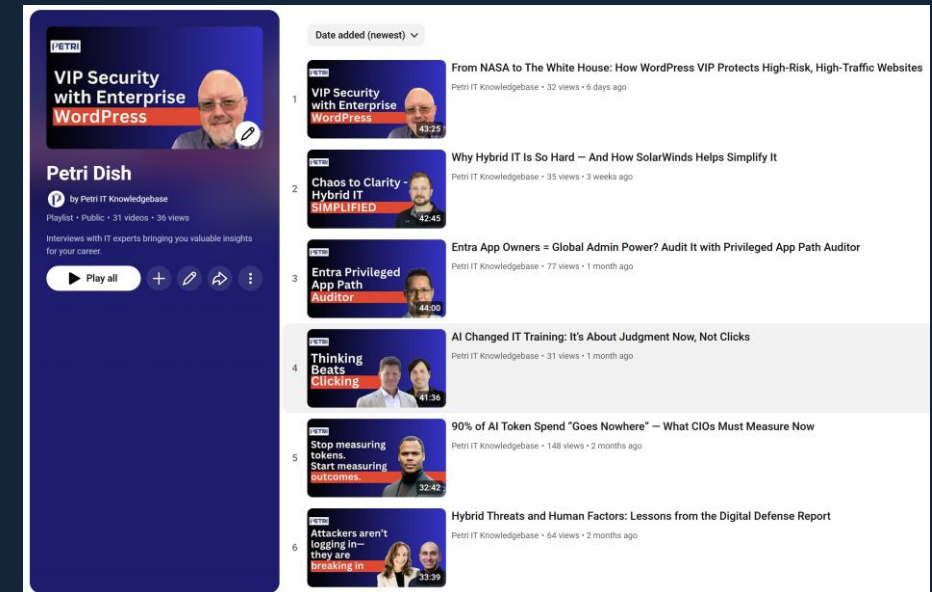 PETRI
VIP Security
with Enterprise
WordPress
Petri Dish
by Petri IT Knowledgebase
Playlist • Public • 31 videos • 36 views
Interviews with IT experts bringing you valuable insights
for your career.
Play all
Date added (newest)
1
PETRI
VIP Security
with Enterprise
WordPress
43:25
From NASA to The White House: How WordPress VIP Protects High-Risk, High-Traffic Websites
Petri IT Knowledgebase • 32 views • 6 days ago
2
PETRI
Chaos to Clarity -
Hybrid IT
SIMPLIFIED
42:45
Why Hybrid IT Is So Hard — And How SolarWinds Helps Simplify It
Petri IT Knowledgebase • 35 views • 3 weeks ago
3
PETRI
Entra Privileged
App Path
Auditor
44:00
Entra App Owners = Global Admin Power? Audit It with Privileged App Path Auditor
Petri IT Knowledgebase • 77 views • 1 month ago
4
PETRI
Thinking
Beats
Clicking
41:36
AI Changed IT Training: It's About Judgment Now, Not Clicks
Petri IT Knowledgebase • 31 views • 1 month ago
5
PETRI
Stop measuring
tokens.
Start measuring
outcomes.
32:42
90% of AI Token Spend “Goes Nowhere” — What CIOs Must Measure Now
Petri IT Knowledgebase • 148 views • 2 months ago
6
PETRI
Attackers aren't
logging in—
they are
breaking in
33:39
Hybrid Threats and Human Factors: Lessons from the Digital Defense Report
Petri IT Knowledgebase • 64 views • 2 months ago